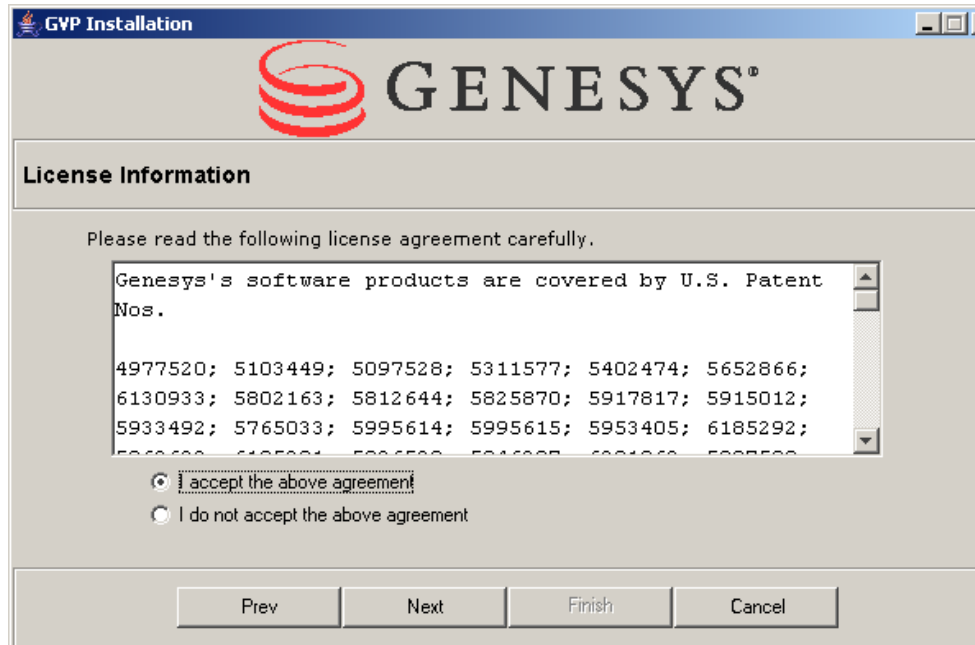 GVP Installation
GENESYS®
License Information
Please read the following license agreement carefully.
Genesys's software products are covered by U.S. Patent
Nos.
4977520; 5103449; 5097528; 5311577; 5402474; 5652866;
6130933; 5802163; 5812644; 5825870; 5917817; 5915012;
5933492; 5765033; 5995614; 5995615; 5953405; 6185292;
I accept the above agreement
I do not accept the above agreement
Prev
Next
Finish
Cancel